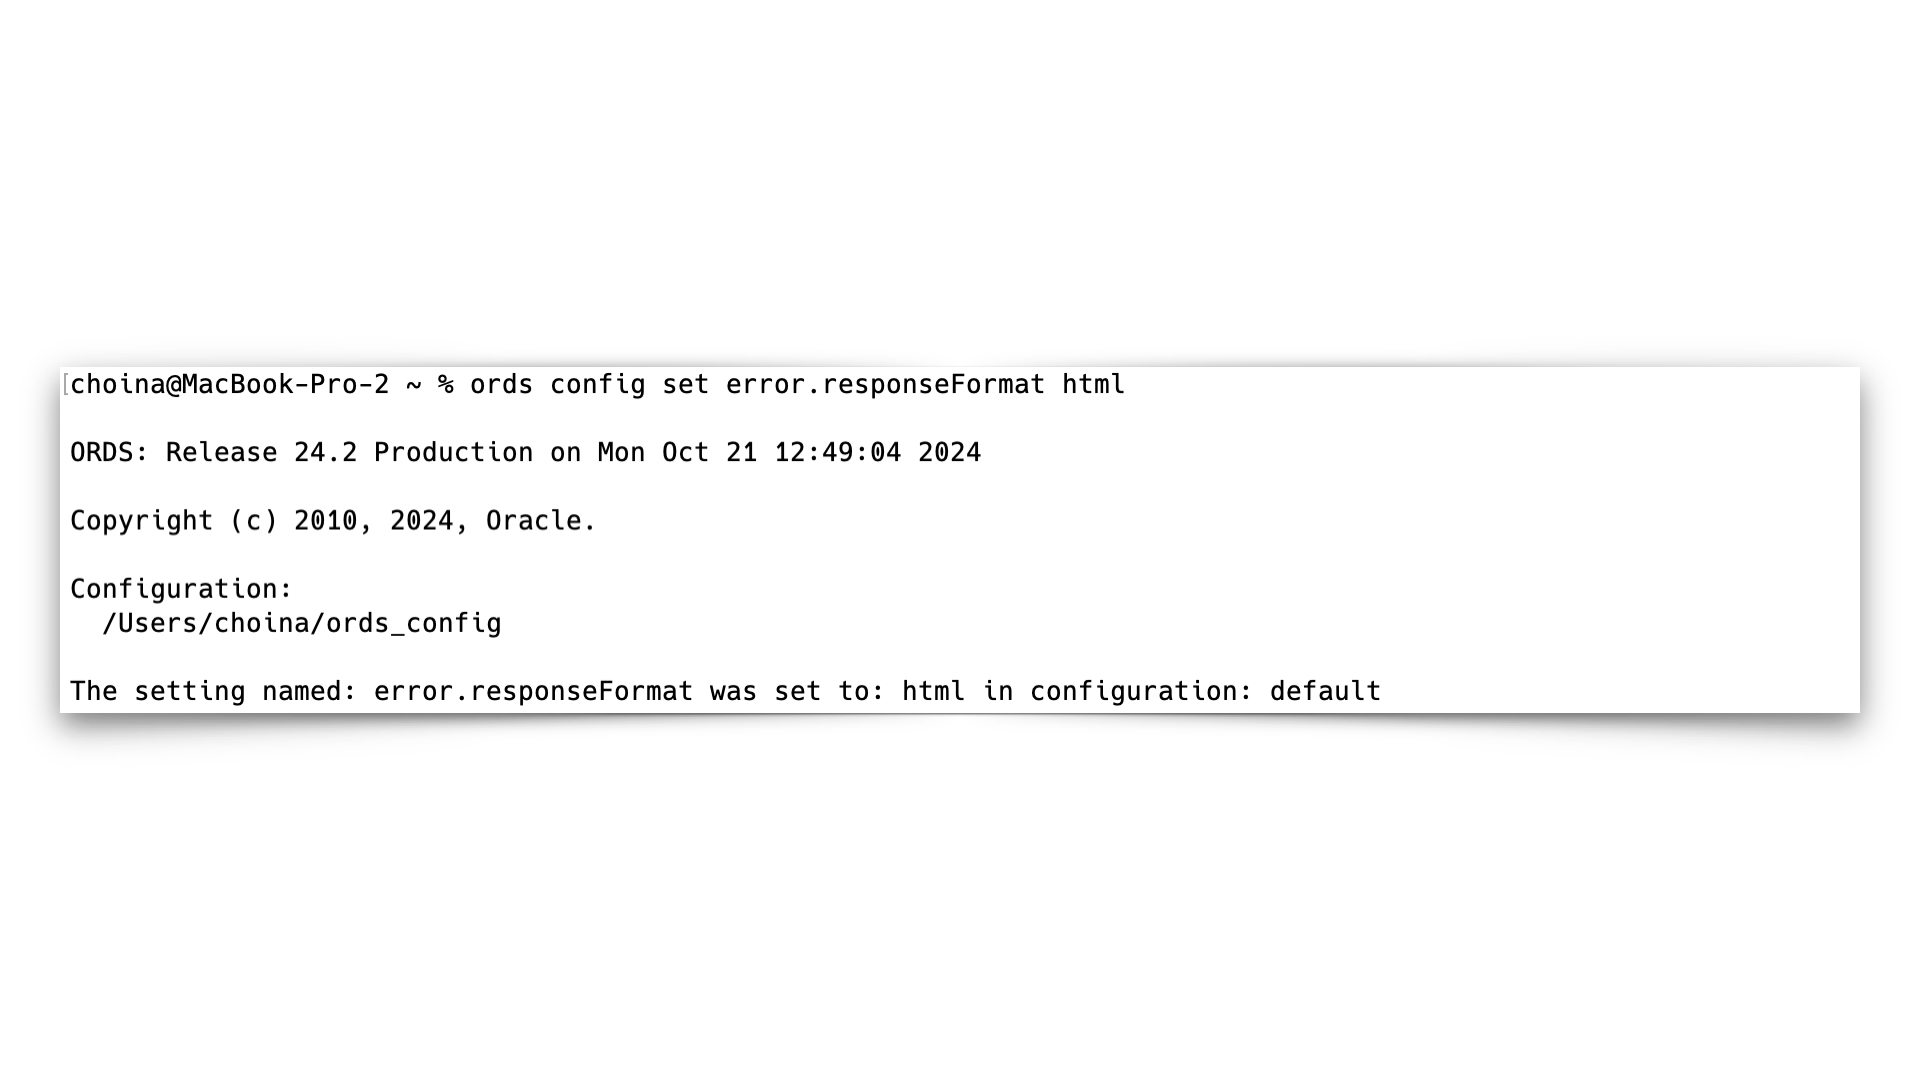 [choina@MacBook-Pro-2 ~ % ords config set error.responseFormat html
ORDS: Release 24.2 Production on Mon Oct 21 12:49:04 2024
Copyright (c) 2010, 2024, Oracle.
Configuration:
  /Users/choina/ords_config
The setting named: error.responseFormat was set to: html in configuration: default